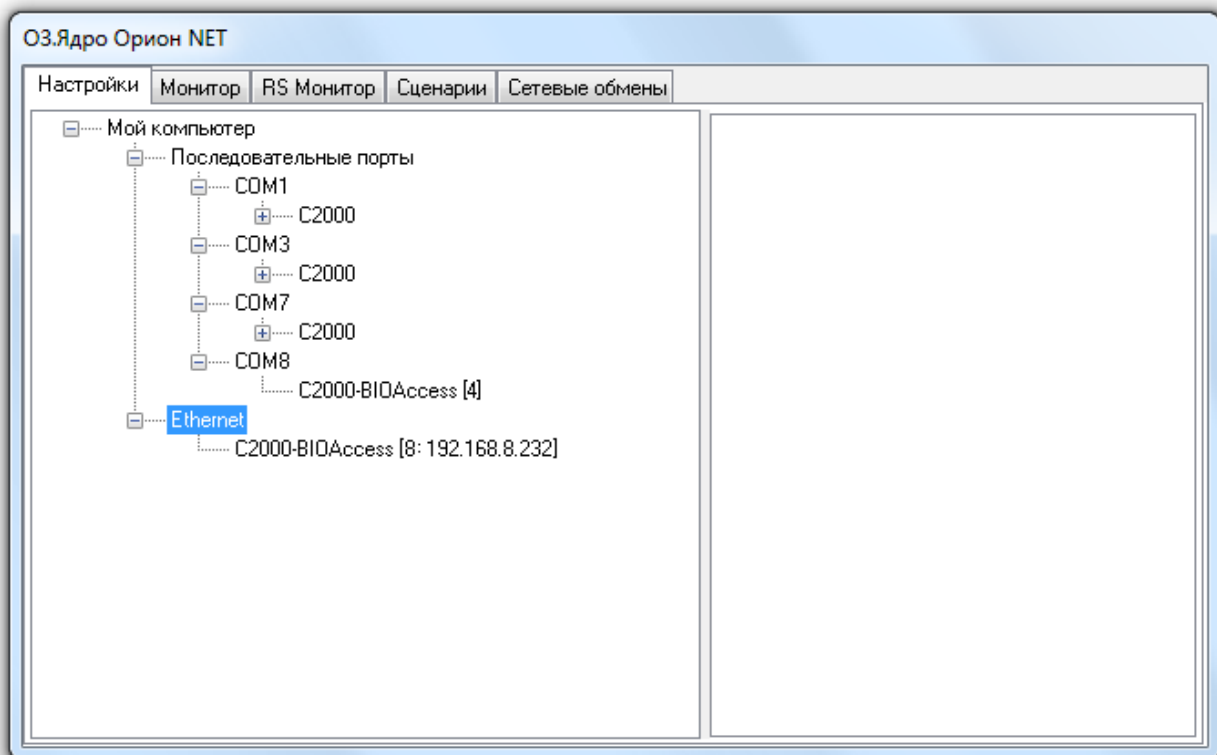 О3.Ядро Орион NET
Настройки Монитор RS Монитор Сценарии Сетевые обмены
Мой компьютер
Последовательные порты
COM1
C2000
COM3
C2000
COM7
C2000
COM8
C2000-BIOAccess [4]
Ethernet
C2000-BIOAccess [8: 192.168.8.232]